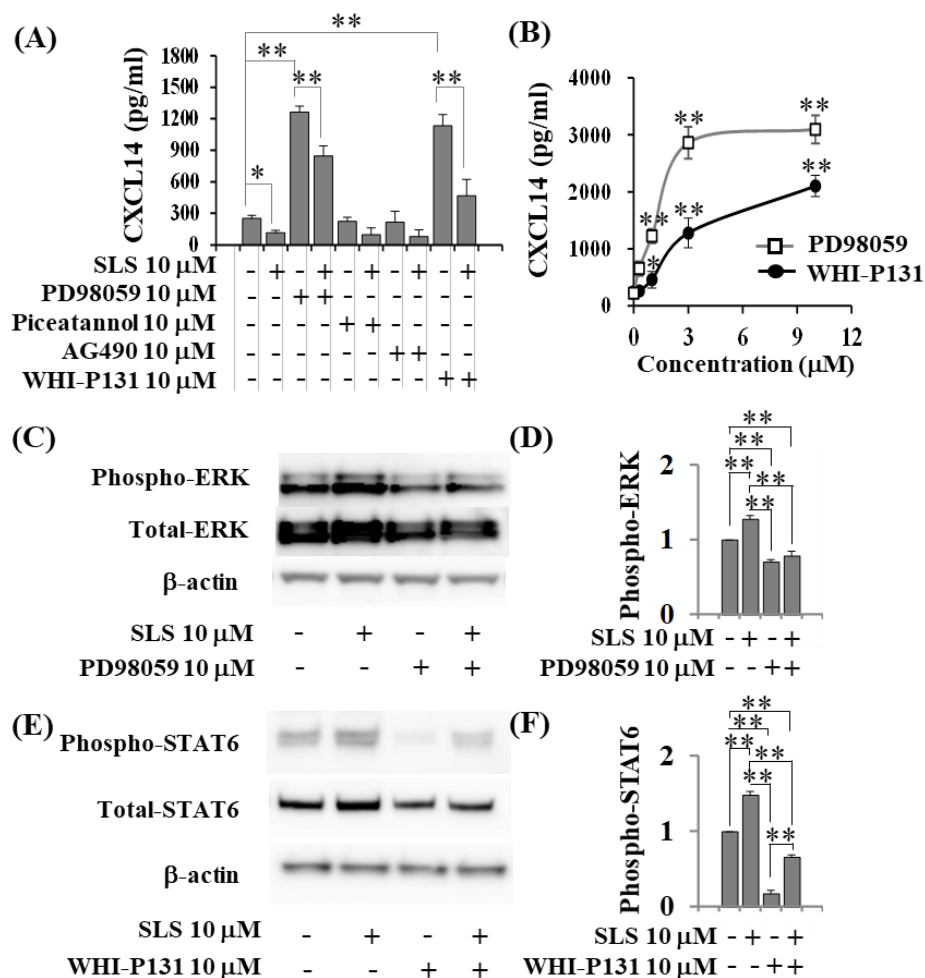 (A)
**
1800
1500
1200
900
600
300
0
CXCL14 (pg/ml)
** **
*
**
SLS 10 μM - + - + - + - + - +
PD98059 10 μM - - + + - - - - - -
Piceatannol 10 μM - - - - + + - - - -
AG490 10 μM - - - - - - + + - -
WHI-P131 10 μM - - - - - - - - + +
(B)
4000
3000
2000
1000
0
CXCL14 (pg/ml)
** **
** ** **
*
PD98059
WHI-P131
0 3 6 9 12
Concentration (μM)
(C)
Phospho-ERK
Total-ERK
β-actin
SLS 10 μM - + - +
PD98059 10 μM - - + +
(D)
**
**
** **
**
2
1
0
Phospho-ERK
SLS 10 μM - + - +
PD98059 10 μM - - + +
(E)
Phospho-STAT6
Total-STAT6
β-actin
SLS 10 μM - + - +
WHI-P131 10 μM - - + +
(F)
**
**
** **
**
**
2
1
0
Phospho-STAT6
SLS 10 μM - + - +
WHI-P131 10 μM - - + +